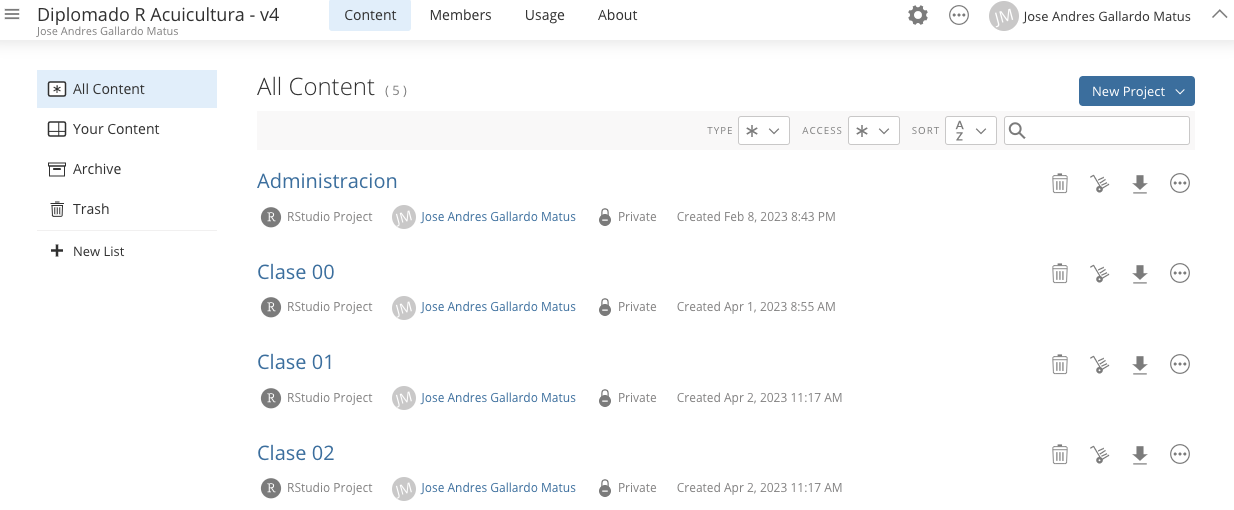 Diplomado R Acuicultura - v4
Jose Andres Gallardo Matus
Content Members Usage About
JM Jose Andres Gallardo Matus
All Content
Your Content
Archive
Trash
New List
All Content ( 5 )
New Project
TYPE ACCESS SORT A Z
Administracion
R RStudio Project JM Jose Andres Gallardo Matus Private Created Feb 8, 2023 8:43 PM
Clase 00
R RStudio Project JM Jose Andres Gallardo Matus Private Created Apr 1, 2023 8:55 AM
Clase 01
R RStudio Project JM Jose Andres Gallardo Matus Private Created Apr 2, 2023 11:17 AM
Clase 02
R RStudio Project JM Jose Andres Gallardo Matus Private Created Apr 2, 2023 11:17 AM